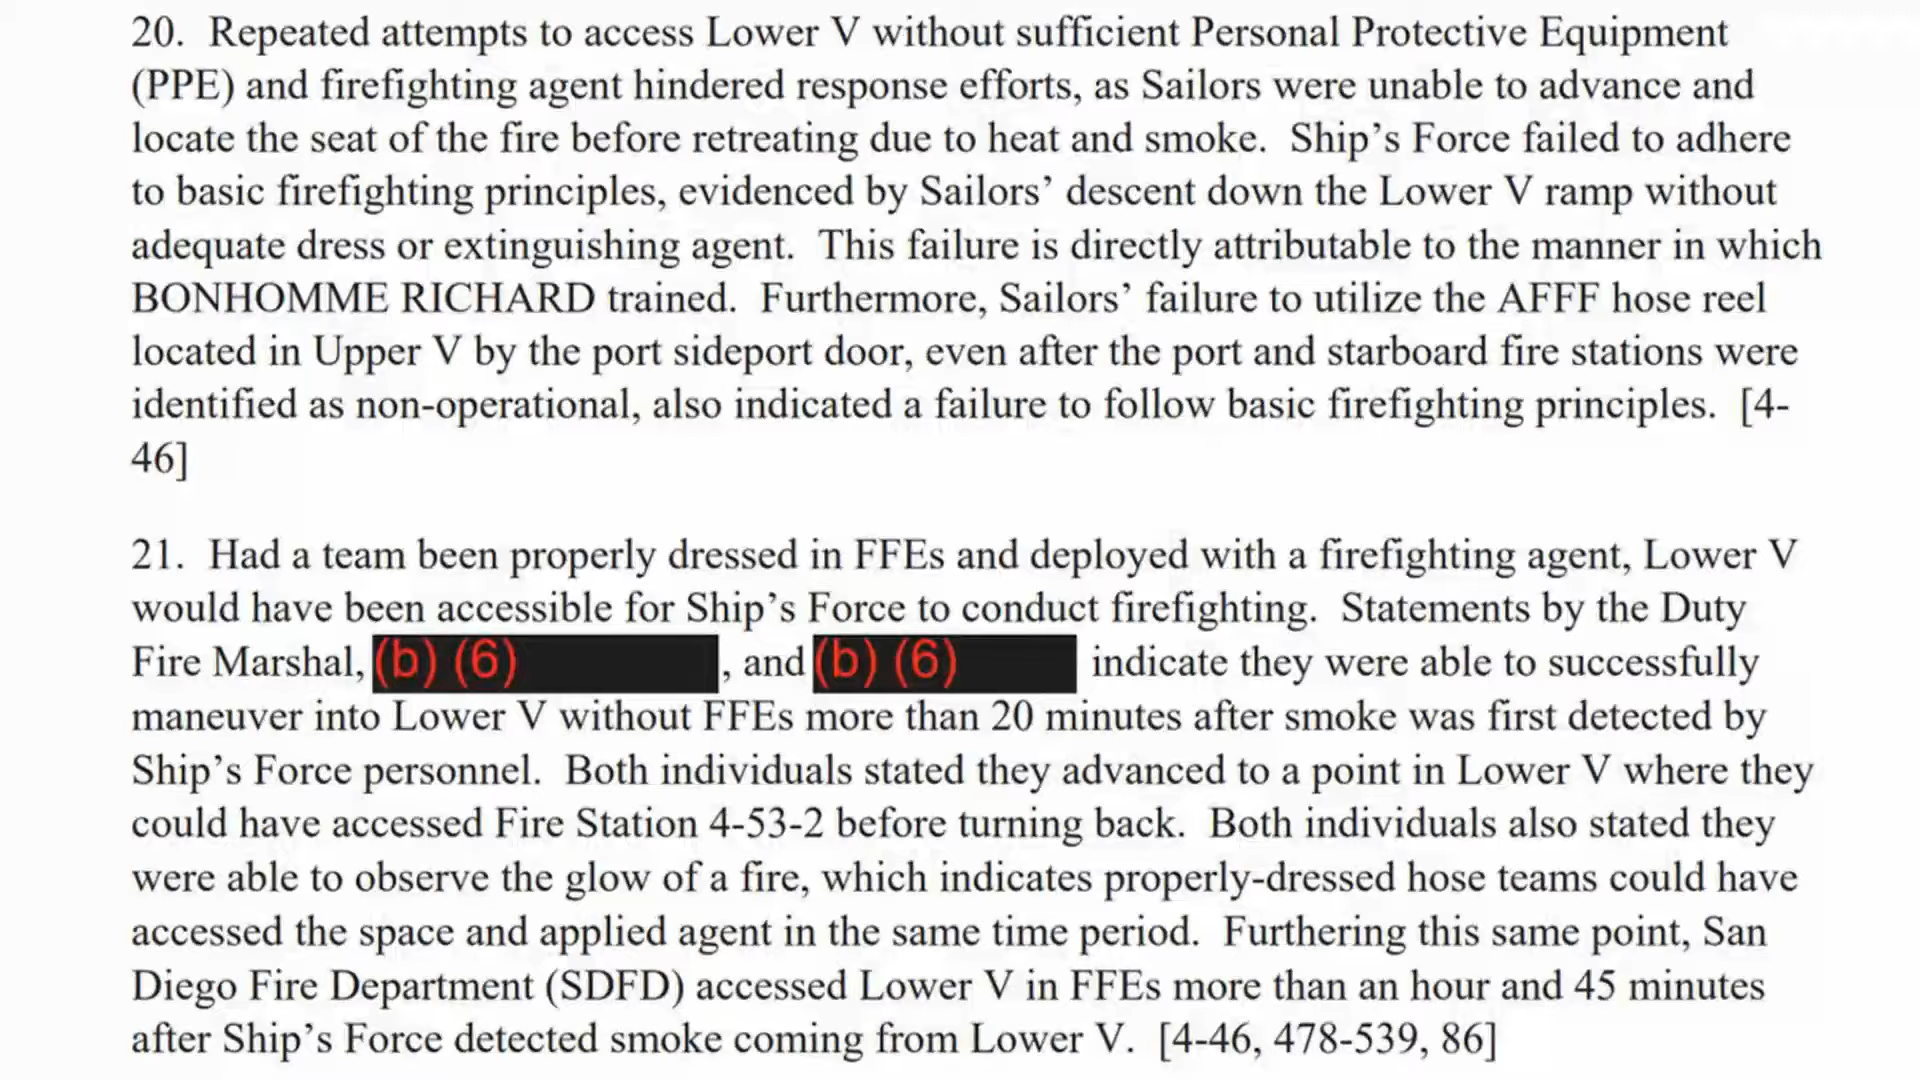 20. Repeated attempts to access Lower V without sufficient Personal Protective Equipment
(PPE) and firefighting agent hindered response efforts, as Sailors were unable to advance and
locate the seat of the fire before retreating due to heat and smoke. Ship’s Force failed to adhere
to basic firefighting principles, evidenced by Sailors’ descent down the Lower V ramp without
adequate dress or extinguishing agent. This failure is directly attributable to the manner in which
BONHOMME RICHARD trained. Furthermore, Sailors’ failure to utilize the AFFF hose reel
located in Upper V by the port sideport door, even after the port and starboard fire stations were
identified as non-operational, also indicated a failure to follow basic firefighting principles. [4-
46]
21. Had a team been properly dressed in FFEs and deployed with a firefighting agent, Lower V
would have been accessible for Ship’s Force to conduct firefighting. Statements by the Duty
Fire Marshal, (b) (6) , and (b) (6) indicate they were able to successfully
maneuver into Lower V without FFEs more than 20 minutes after smoke was first detected by
Ship’s Force personnel. Both individuals stated they advanced to a point in Lower V where they
could have accessed Fire Station 4-53-2 before turning back. Both individuals also stated they
were able to observe the glow of a fire, which indicates properly-dressed hose teams could have
accessed the space and applied agent in the same time period. Furthering this same point, San
Diego Fire Department (SDFD) accessed Lower V in FFEs more than an hour and 45 minutes
after Ship’s Force detected smoke coming from Lower V. [4-46, 478-539, 86]